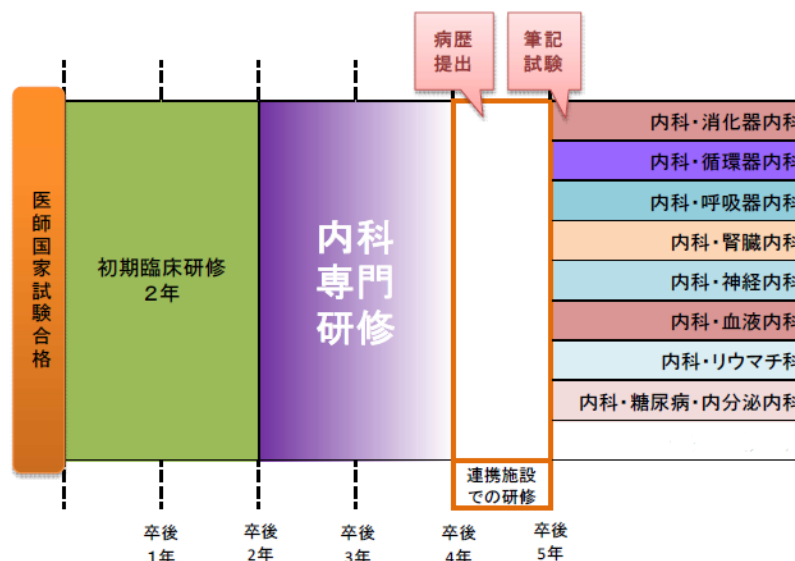 病歴
提出
筆記
試験
医師国家試験合格
初期臨床研修
2年
内科
専門
研修
内科・消化器内科
内科・循環器内科
内科・呼吸器内科
内科・腎臓内科
内科・神経内科
内科・血液内科
内科・リウマチ科
内科・糖尿病・内分泌内科
連携施設
での研修
卒後
1年
卒後
2年
卒後
3年
卒後
4年
卒後
5年